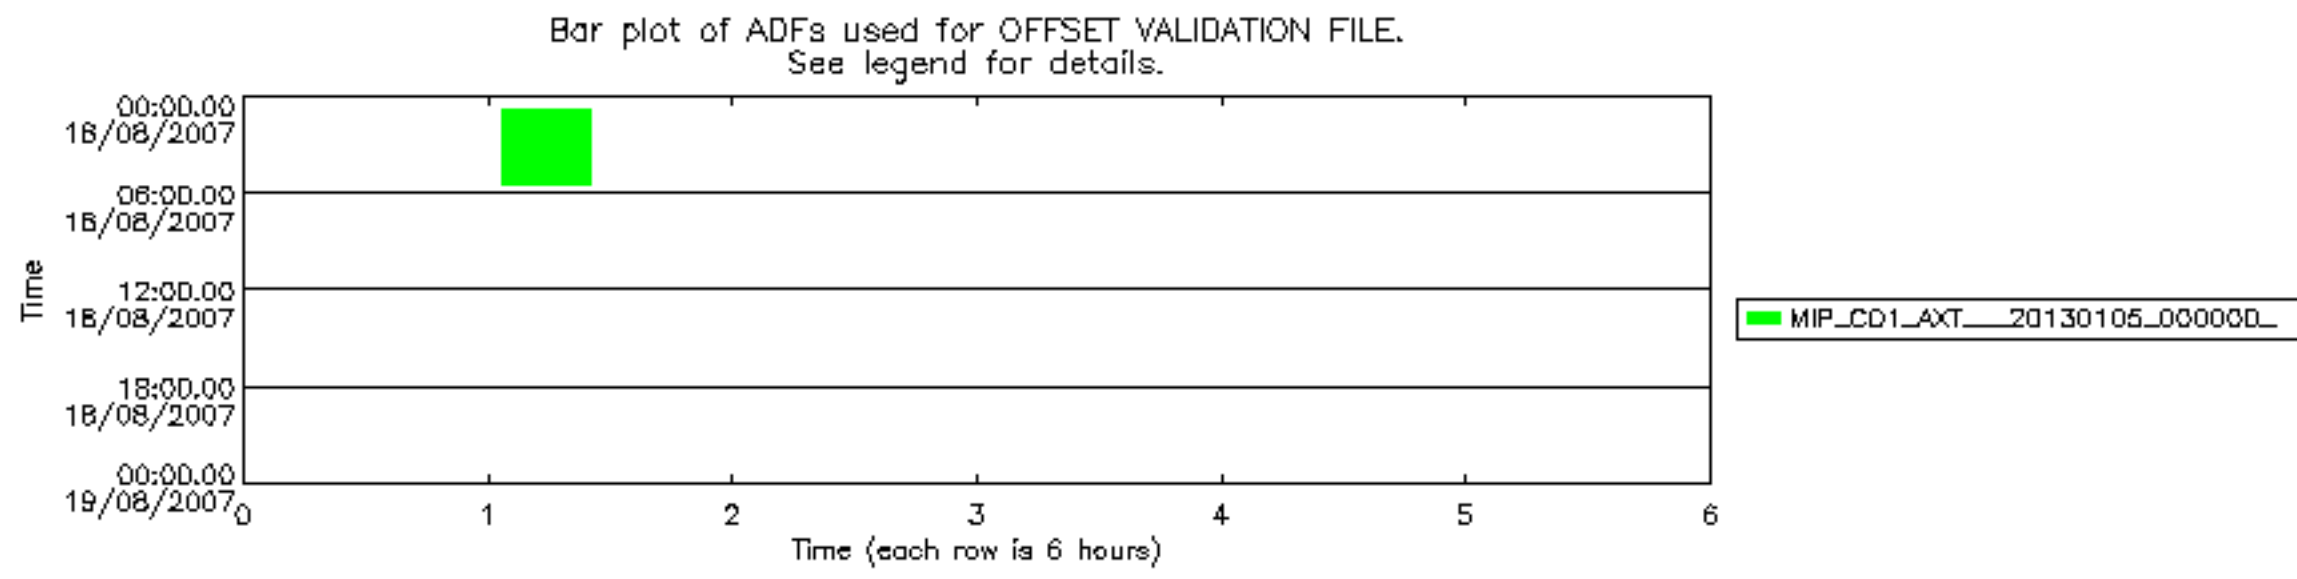 Bar plot of ADFs used for OFFSET VALIDATION FILE.
See legend for details.
00:00.00
18/08/2007
06:00.00
18/08/2007
12:00.00
18/08/2007
18:00.00
18/08/2007
00:00.00
19/08/2007
Time
0 1 2 3 4 5 6
Time (each row is 6 hours)
MIP_CO1_AXT___20130105_000000_